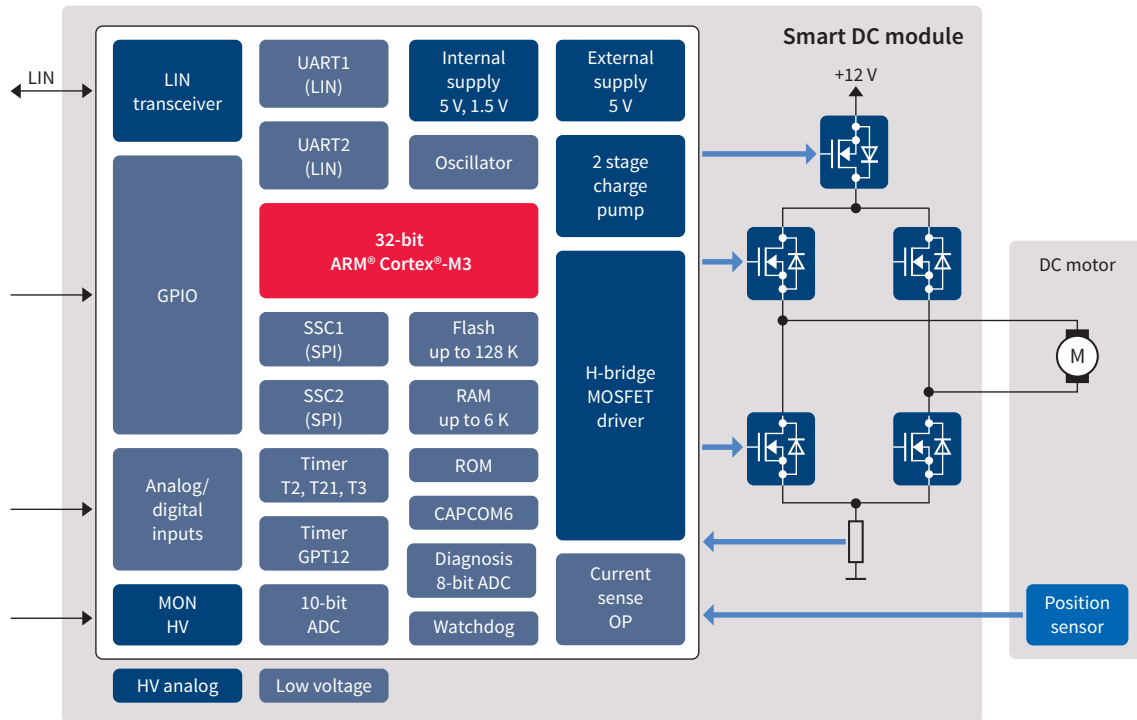 Smart DC module
LIN
LIN
transceiver
UART1
(LIN)
Internal
supply
5 V, 1.5 V
External
supply
5 V
+12 V
UART2
(LIN)
Oscillator
2 stage
charge
pump
GPIO
32-bit
ARM® Cortex®-M3
DC motor
SSC1
(SPI)
Flash
up to 128 K
H-bridge
MOSFET
driver
M
SSC2
(SPI)
RAM
up to 6 K
Analog/
digital
inputs
Timer
T2, T21, T3
ROM
CAPCOM6
Timer
GPT12
Diagnosis
8-bit ADC
Current
sense
OP
MON
HV
10-bit
ADC
Watchdog
Position
sensor
HV analog
Low voltage